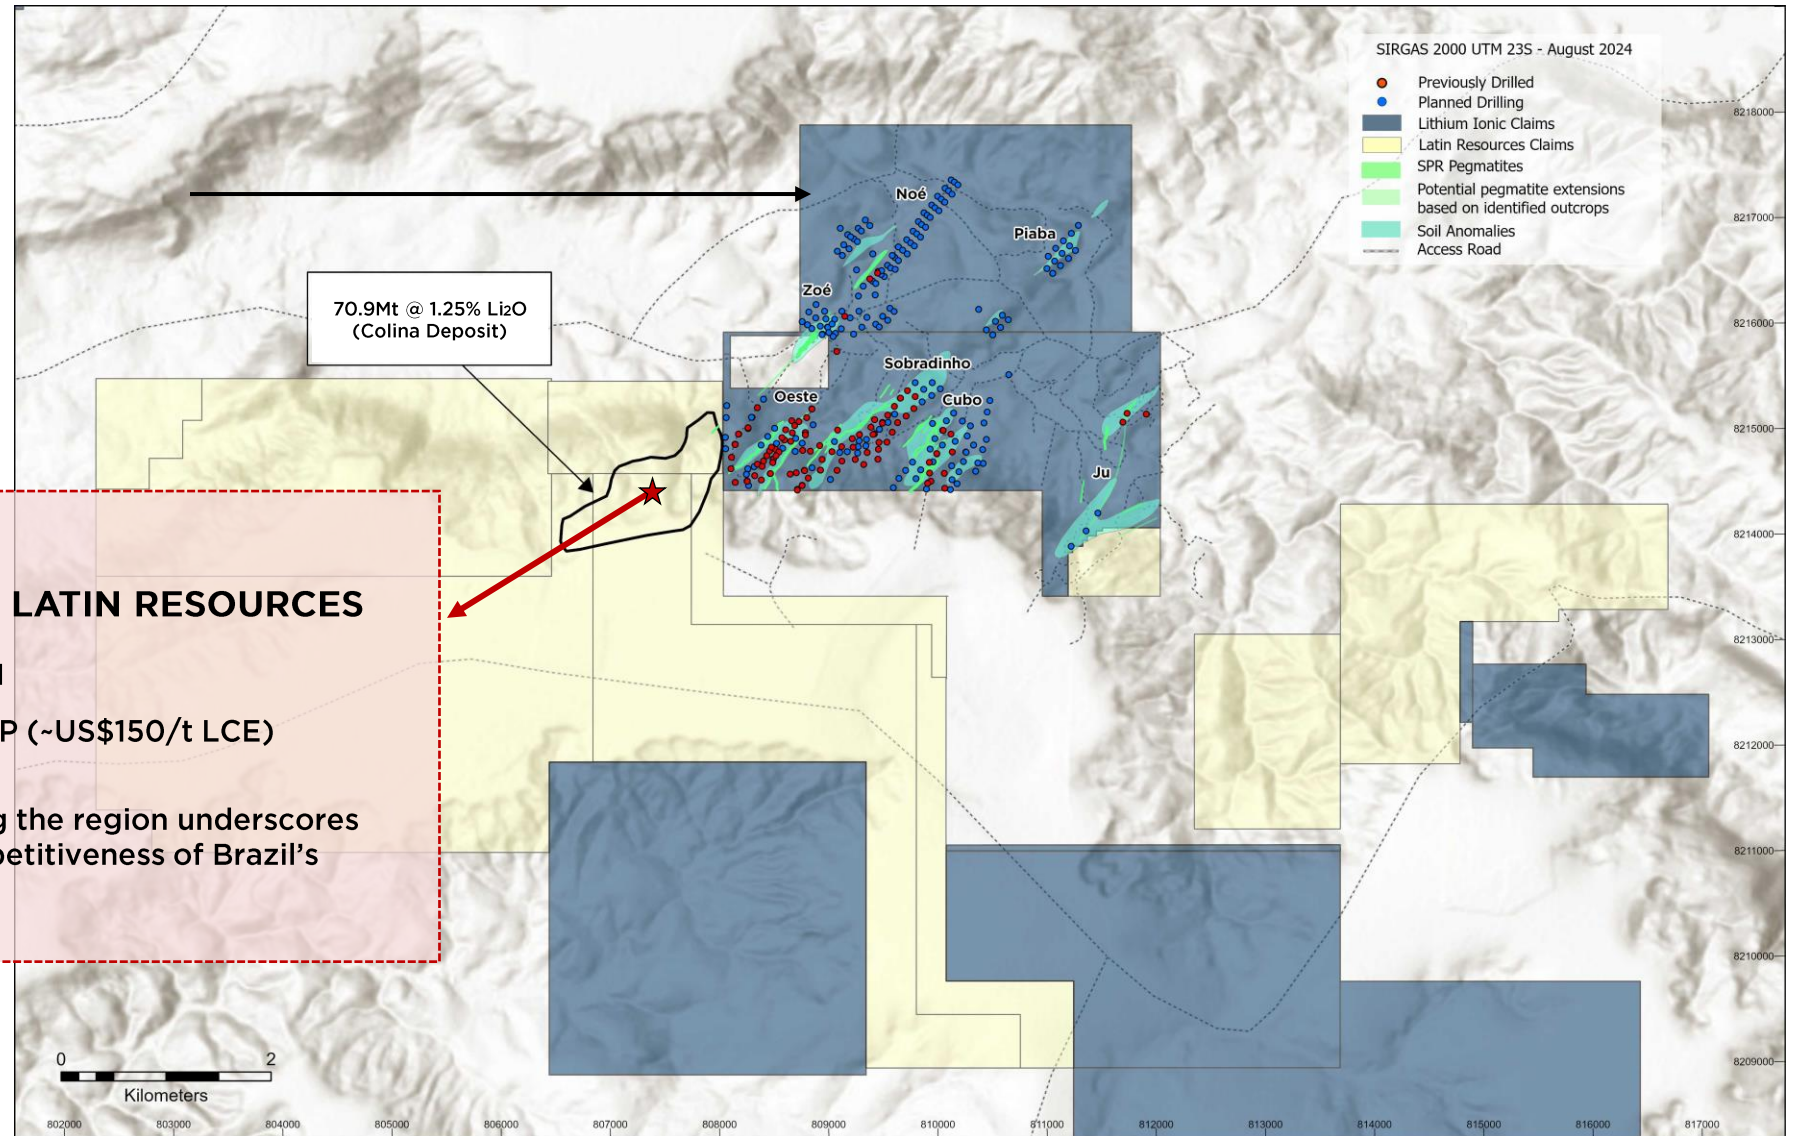 SIRGAS 2000 UTM 23S - August 2024
Previously Drilled
Planned Drilling
Lithium Ionic Claims
Latin Resources Claims
SPR Pegmatites
Potential pegmatite extensions
based on identified outcrops
Soil Anomalies
Access Road
8218000
8217000
8216000
8215000
8214000
8213000
8212000
8211000
8210000
8209000
Noé
Piaba
Zoé
70.9Mt @ 1.25% Li₂O
(Colina Deposit)
Sobradinho
Oeste
Cubo
Ju
LATIN RESOURCES
P (~US$150/t LCE)
g the region underscores
petitiveness of Brazil's
0 2
Kilometers
802000 803000 804000 805000 806000 807000 808000 809000 810000 811000 812000 813000 814000 815000 816000 817000